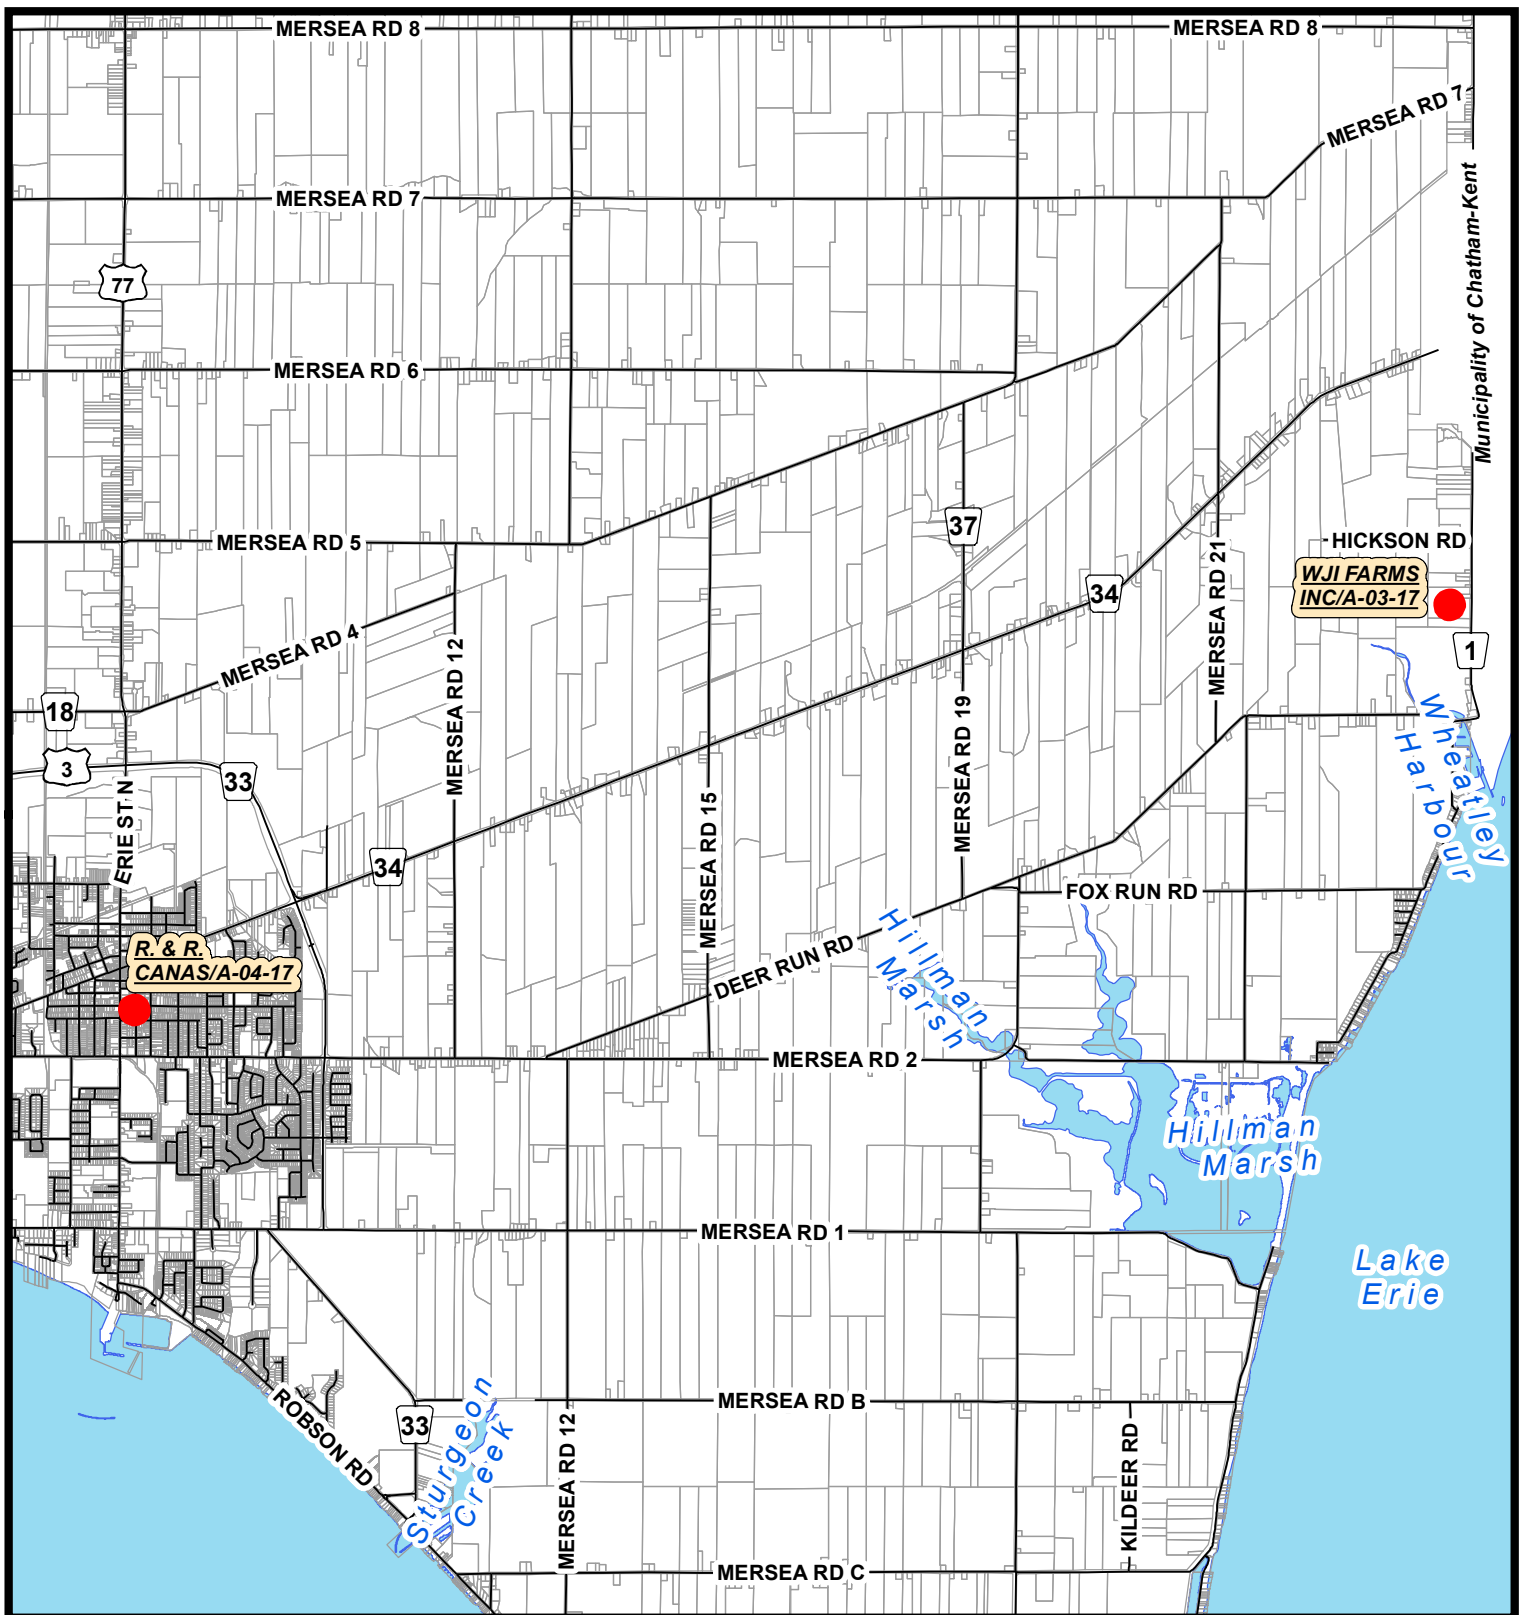 MERSEA RD 8
MERSEA RD 8
MERSEA RD 7
MERSEA RD 7
Municipality of Chatham-Kent
77
MERSEA RD 6
37
MERSEA RD 5
HICKSON RD
WJI FARMS
INC/A-03-17
34
MERSEA RD 21
MERSEA RD 4
MERSEA RD 12
1
18
3
33
ERIE ST N
MERSEA RD 15
MERSEA RD 19
Wheatley
Harbour
34
FOX RUN RD
R. & R.
CANAS/A-04-17
DEER RUN RD
Hillman
Marsh
MERSEA RD 2
Hillman
Marsh
MERSEA RD 1
Lake
Erie
MERSEA RD B
33
ROBSON RD
Sturgeon
Creek
MERSEA RD 12
KILDEER RD
MERSEA RD C